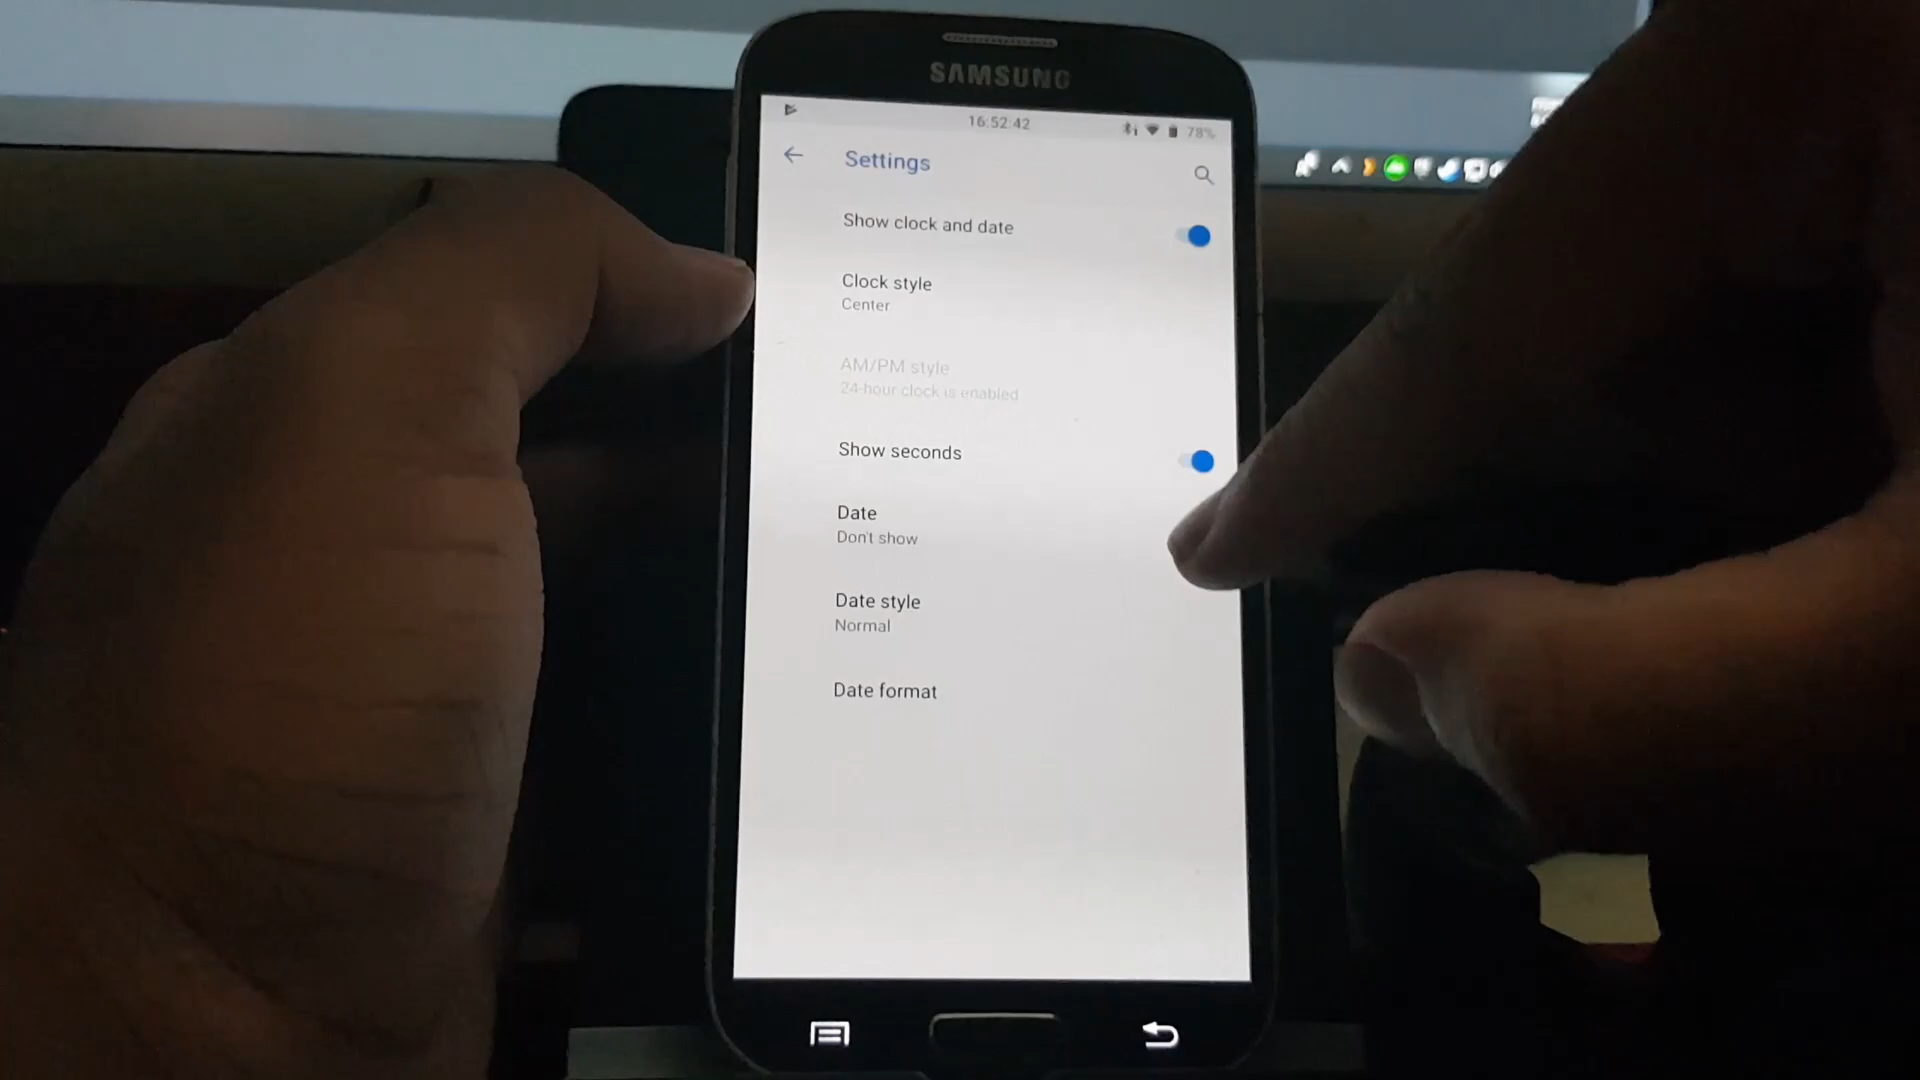 SAMSUNG
16:52:42
78%
Settings
Show clock and date
Clock style
Center
AM/PM style
24-hour clock is enabled
Show seconds
Date
Don't show
Date style
Normal
Date format